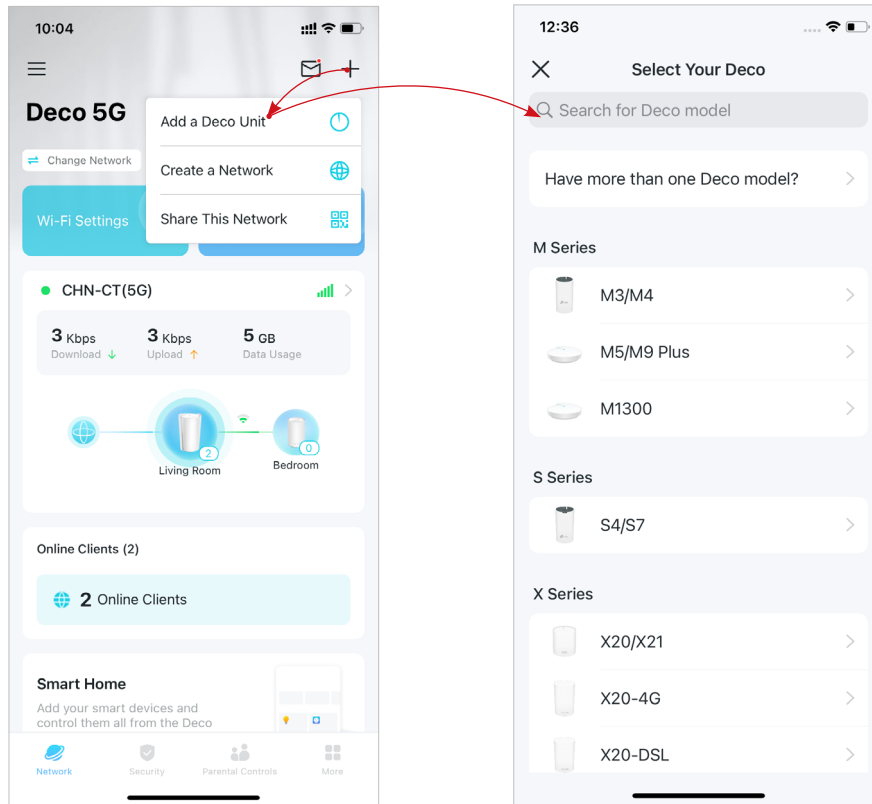 10:04
Deco 5G
Change Network
Add a Deco Unit
Create a Network
Share This Network
Wi-Fi Settings
CHN-CT(5G)
3 Kbps
Download
3 Kbps
Upload
5 GB
Data Usage
2
Living Room
0
Bedroom
Online Clients (2)
2 Online Clients
Smart Home
Add your smart devices and
control them all from the Deco
Network
Security
Parental Controls
More
12:36
Select Your Deco
Search for Deco model
Have more than one Deco model?
M Series
M3/M4
M5/M9 Plus
M1300
S Series
S4/S7
X Series
X20/X21
X20-4G
X20-DSL